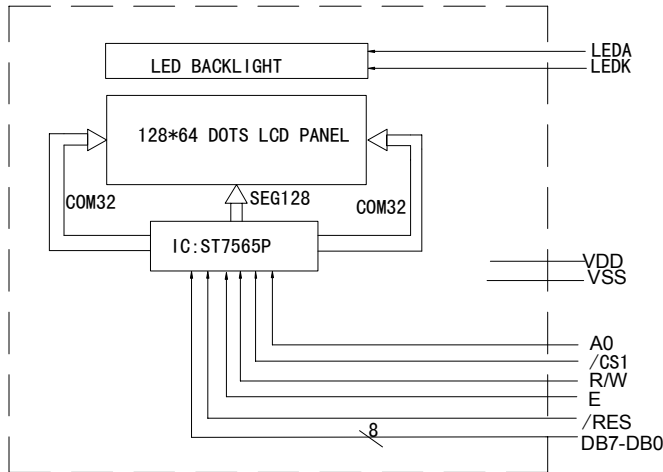 LEDA
LED BACKLIGHT
LEDK
128*64 DOTS LCD PANEL
COM32
SEG128
COM32
IC:ST7565P
VDD
VSS
A0
/CS1
R/W
E
/RES
8
DB7-DB0